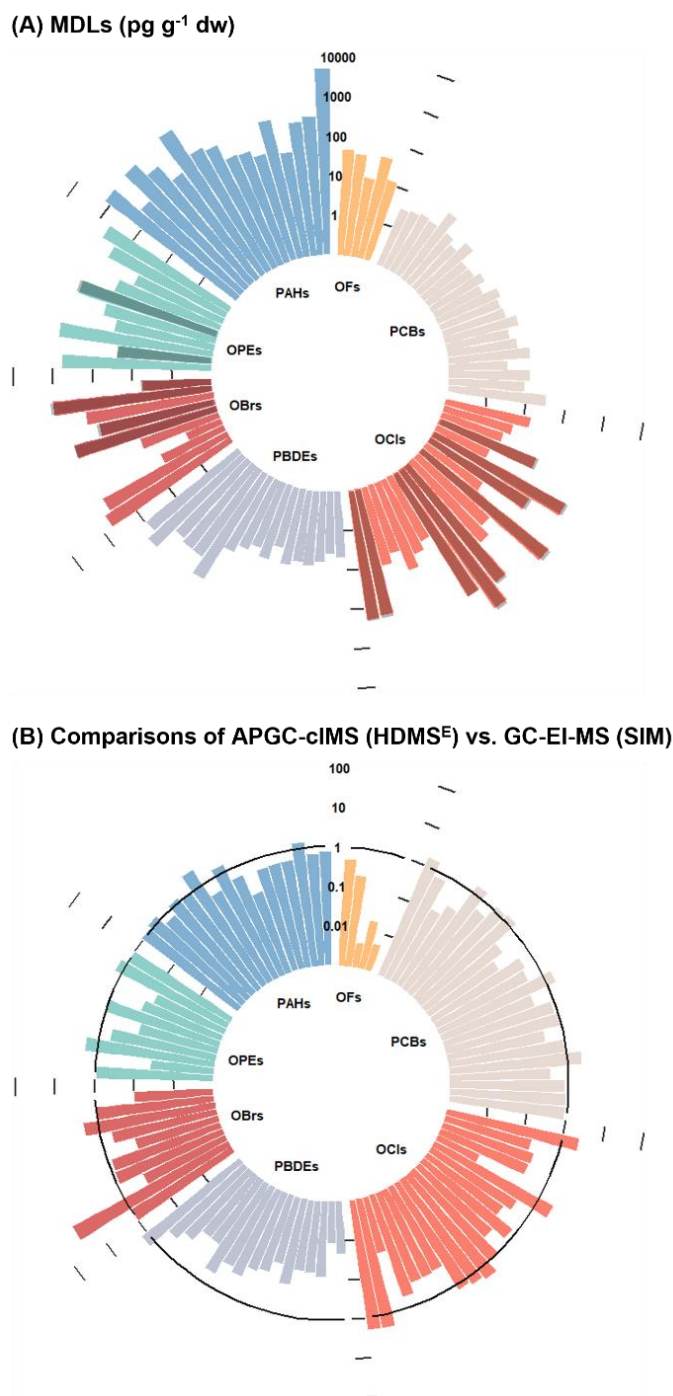 (A) MDLs (pg g⁻¹ dw)
10000
1000
100
10
1
PAHs
OFs
PCBs
OPEs
OBrs
OCIs
PBDEs
(B) Comparisons of APGC-cIMS (HDMSᴱ) vs. GC-EI-MS (SIM)
100
10
1
0.1
0.01
PAHs
OFs
PCBs
OPEs
OBrs
OCIs
PBDEs